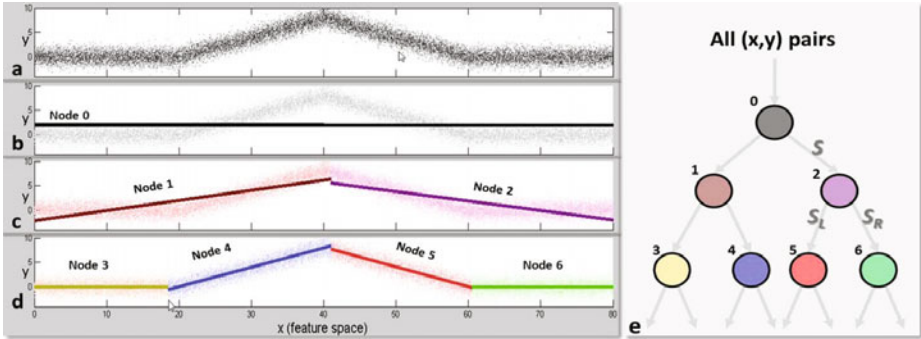 10
y 5
0
a
10
y 5
0
Node 0
b
10
y 5
0
Node 1
Node 2
c
10
y 5
0
Node 3
Node 4
Node 5
Node 6
d
0 10 20 30 40 50 60 70 80
x (feature space)
All (x,y) pairs
0
S
1
2
S_L
S_R
3
4
5
6
e